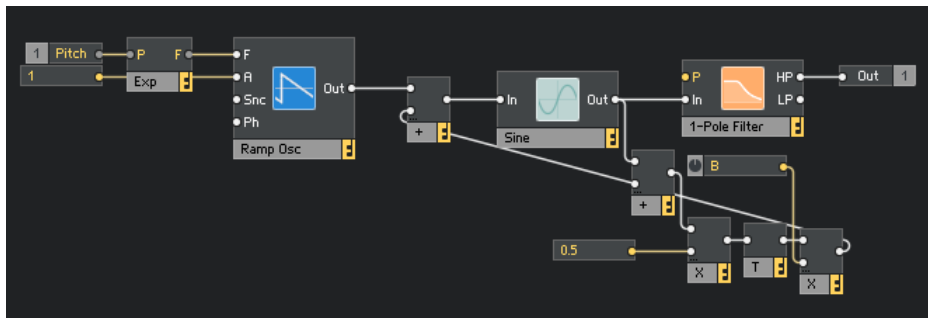 1 Pitch
P F
Exp
1
F
A
Snc
Ph
Out
Ramp Osc
...
+
In Out
Sine
P HP
In LP
1-Pole Filter
Out 1
...
+
B
0.5
...
X
T
...
X